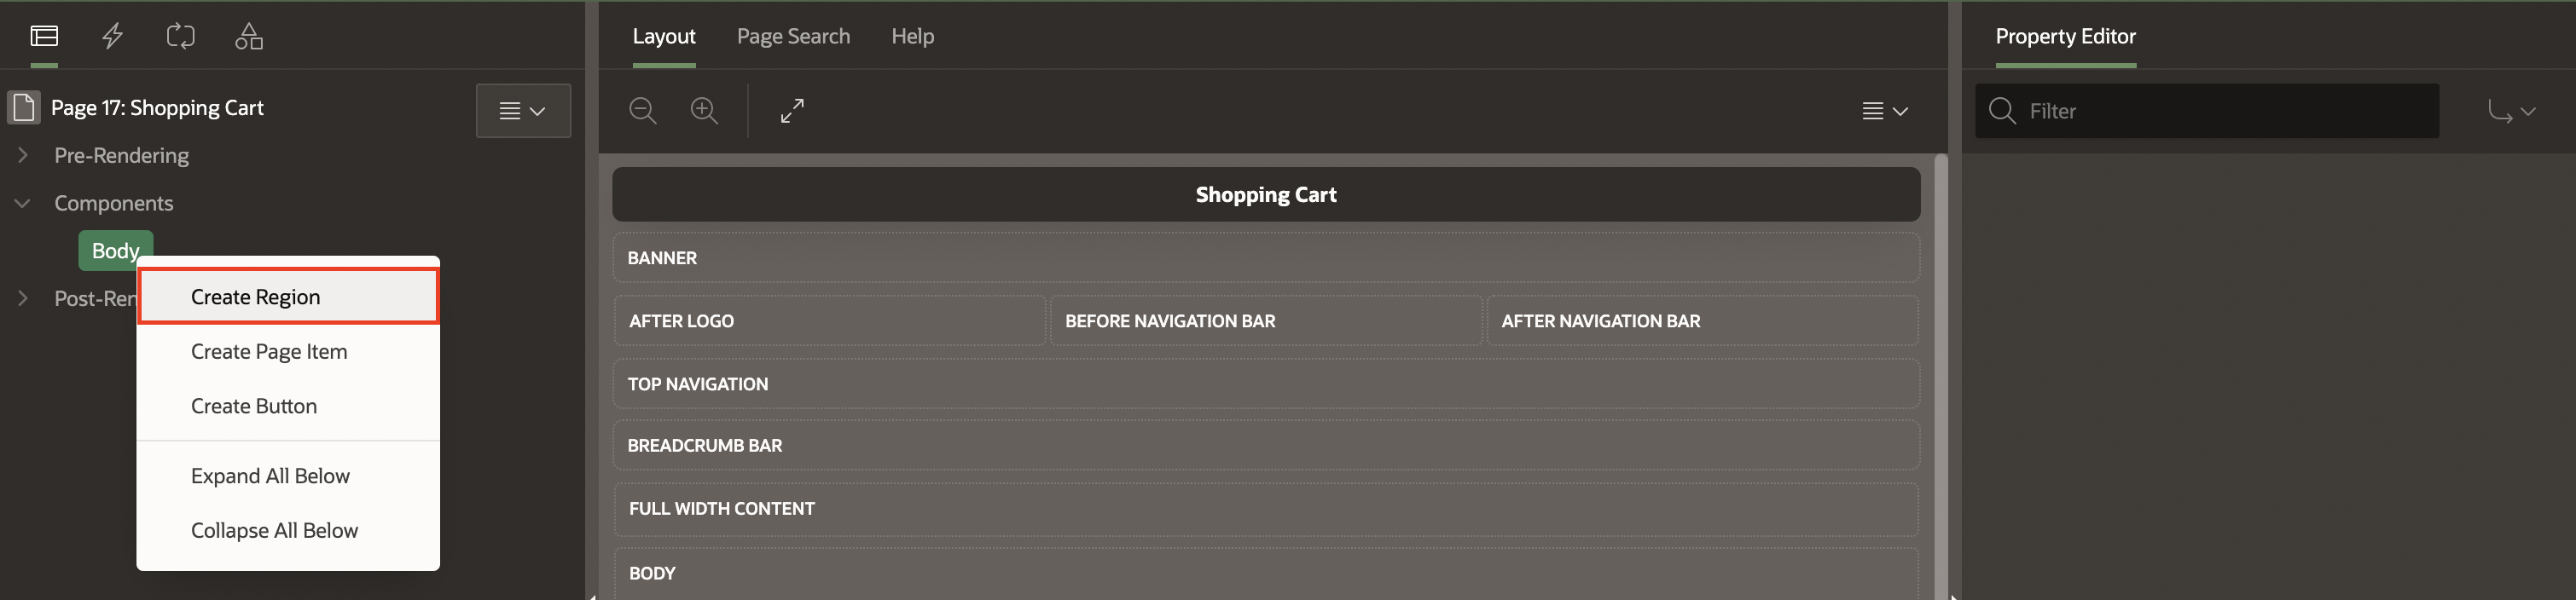 Page 17: Shopping Cart
Pre-Rendering
Components
Body
Post-Ren
Create Region
Create Page Item
Create Button
Expand All Below
Collapse All Below
Layout
Page Search
Help
Shopping Cart
BANNER
AFTER LOGO
BEFORE NAVIGATION BAR
AFTER NAVIGATION BAR
TOP NAVIGATION
BREADCRUMB BAR
FULL WIDTH CONTENT
BODY
Property Editor
Filter